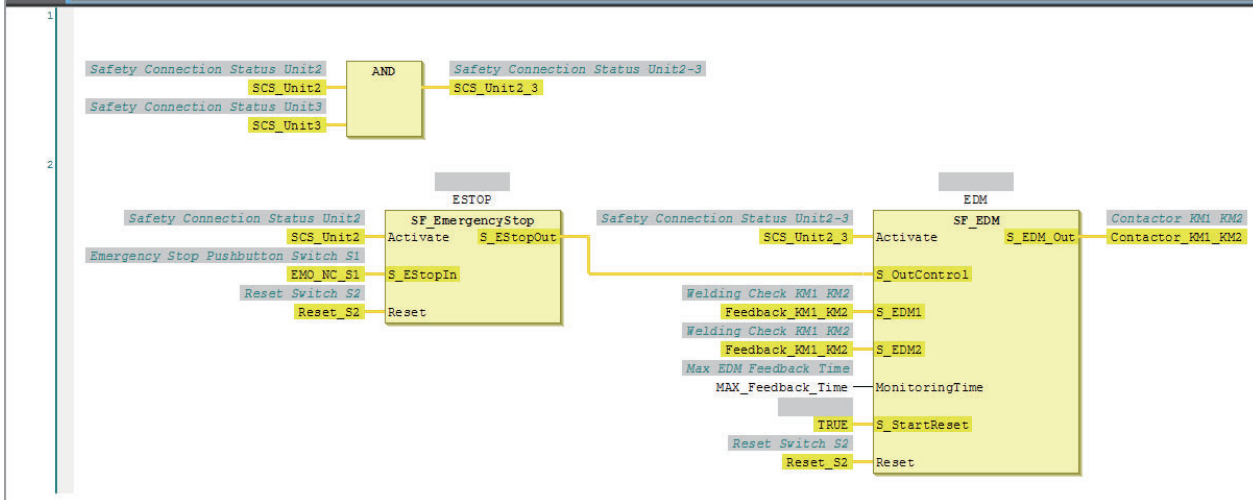 1
Safety Connection Status Unit2 AND Safety Connection Status Unit2-3
SCS_Unit2 SCS_Unit2_3
Safety Connection Status Unit3
SCS_Unit3
2
ESTOP EDM
Safety Connection Status Unit2 SF_EmergencyStop Safety Connection Status Unit2-3 SF_EDM Contactor KM1 KM2
SCS_Unit2 Activate S_EStopOut SCS_Unit2_3 Activate S_EDM_Out Contactor_KM1_KM2
Emergency Stop Pushbutton Switch S1
EMO_NC_S1 S_EStopIn S_OutControl
Reset Switch S2 Welding Check KM1 KM2
Reset_S2 Reset Feedback_KM1_KM2 S_EDM1
Welding Check KM1 KM2
Feedback_KM1_KM2 S_EDM2
Max EDM Feedback Time
MAX_Feedback_Time MonitoringTime
TRUE S_StartReset
Reset Switch S2
Reset_S2 Reset